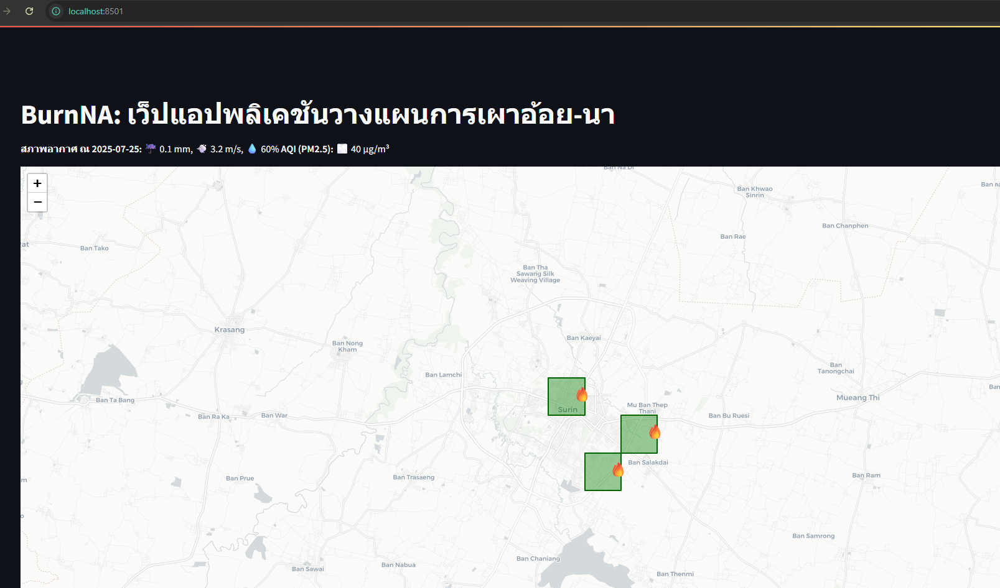 localhost:8501
BurnNA: เว็ปแอปพลิเคชันวางแผนการเผาอ้อย-นา
สภาพอากาศ ณ 2025-07-25: ☔ 0.1 mm, 💨 3.2 m/s, 💧 60% AQI (PM2.5): 🌫 40 µg/m³
Ban Na Di
+
−
Ban Khwao
Sinrin
Ban Chanphen
Ban Rae
Ban Tako
Ban Tha
Sawang Silk
Weaving Village
Krasang
Ban Kaeyai
Ban Nong
Kham
Ban
Tanongchai
Ban Lamchi
Ban Ta Bang
Mueang Thi
Surin
Mu Ban Thep
Thani
Ban Ra Ka
Ban War
Ban Bu Ruesi
Ban Salakdai
Ban Prue
Ban Trasaeng
Ban Ram
Ban Samrong
Ban Chaniang
Ban Sawai
Ban Nabua
Ban Thenmi